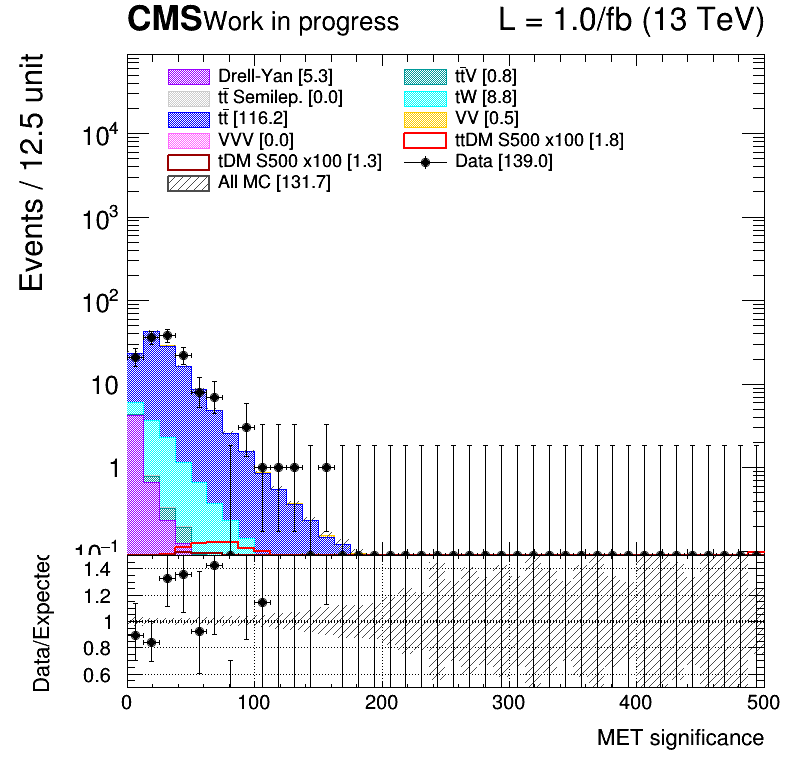 CMS Work in progress L = 1.0/fb (13 TeV)
Drell-Yan [5.3] tt̄V [0.8]
tt̄ Semilep. [0.0] tW [8.8]
tt̄ [116.2] VV [0.5]
VVV [0.0] ttDM S500 x100 [1.8]
tDM S500 x100 [1.3] Data [139.0]
All MC [131.7]
Events / 12.5 unit
10⁴
10³
10²
10
1
10⁻¹
Data/Expected
1.4
1.2
1
0.8
0.6
0 100 200 300 400 500
MET significance